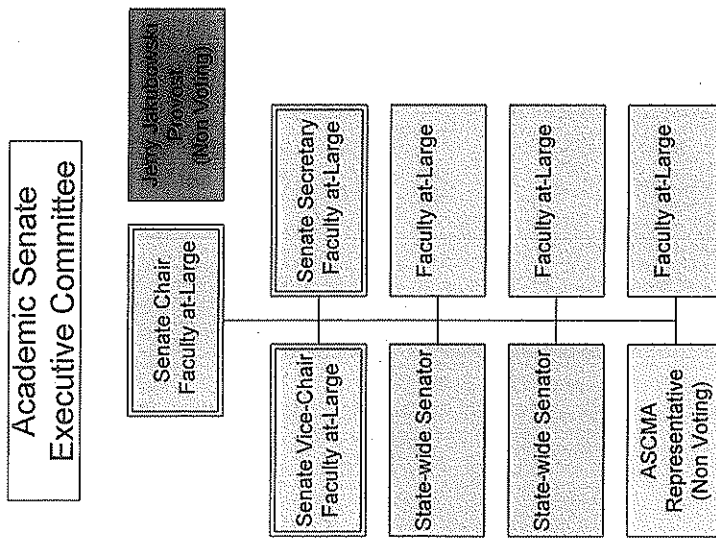 Academic Senate
Executive Committee
Senate Chair
Faculty at-Large
Jerry Jakubowski
Provost
(Non Voting)
Senate Vice-Chair
Faculty at-Large
Senate Secretary
Faculty at-Large
State-wide Senator
Faculty at-Large
State-wide Senator
Faculty at-Large
ASCMA
Representative
(Non Voting)
Faculty at-Large